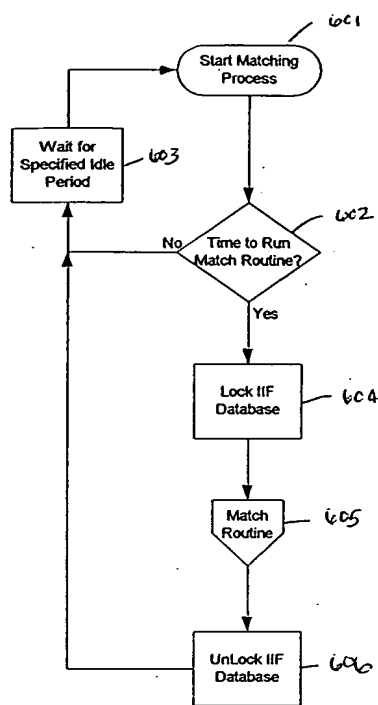 601
Start Matching
Process
Wait for
Specified Idle
Period
603
602
No
Time to Run
Match Routine?
Yes
Lock IIF
Database
604
Match
Routine
605
UnLock IIF
Database
606